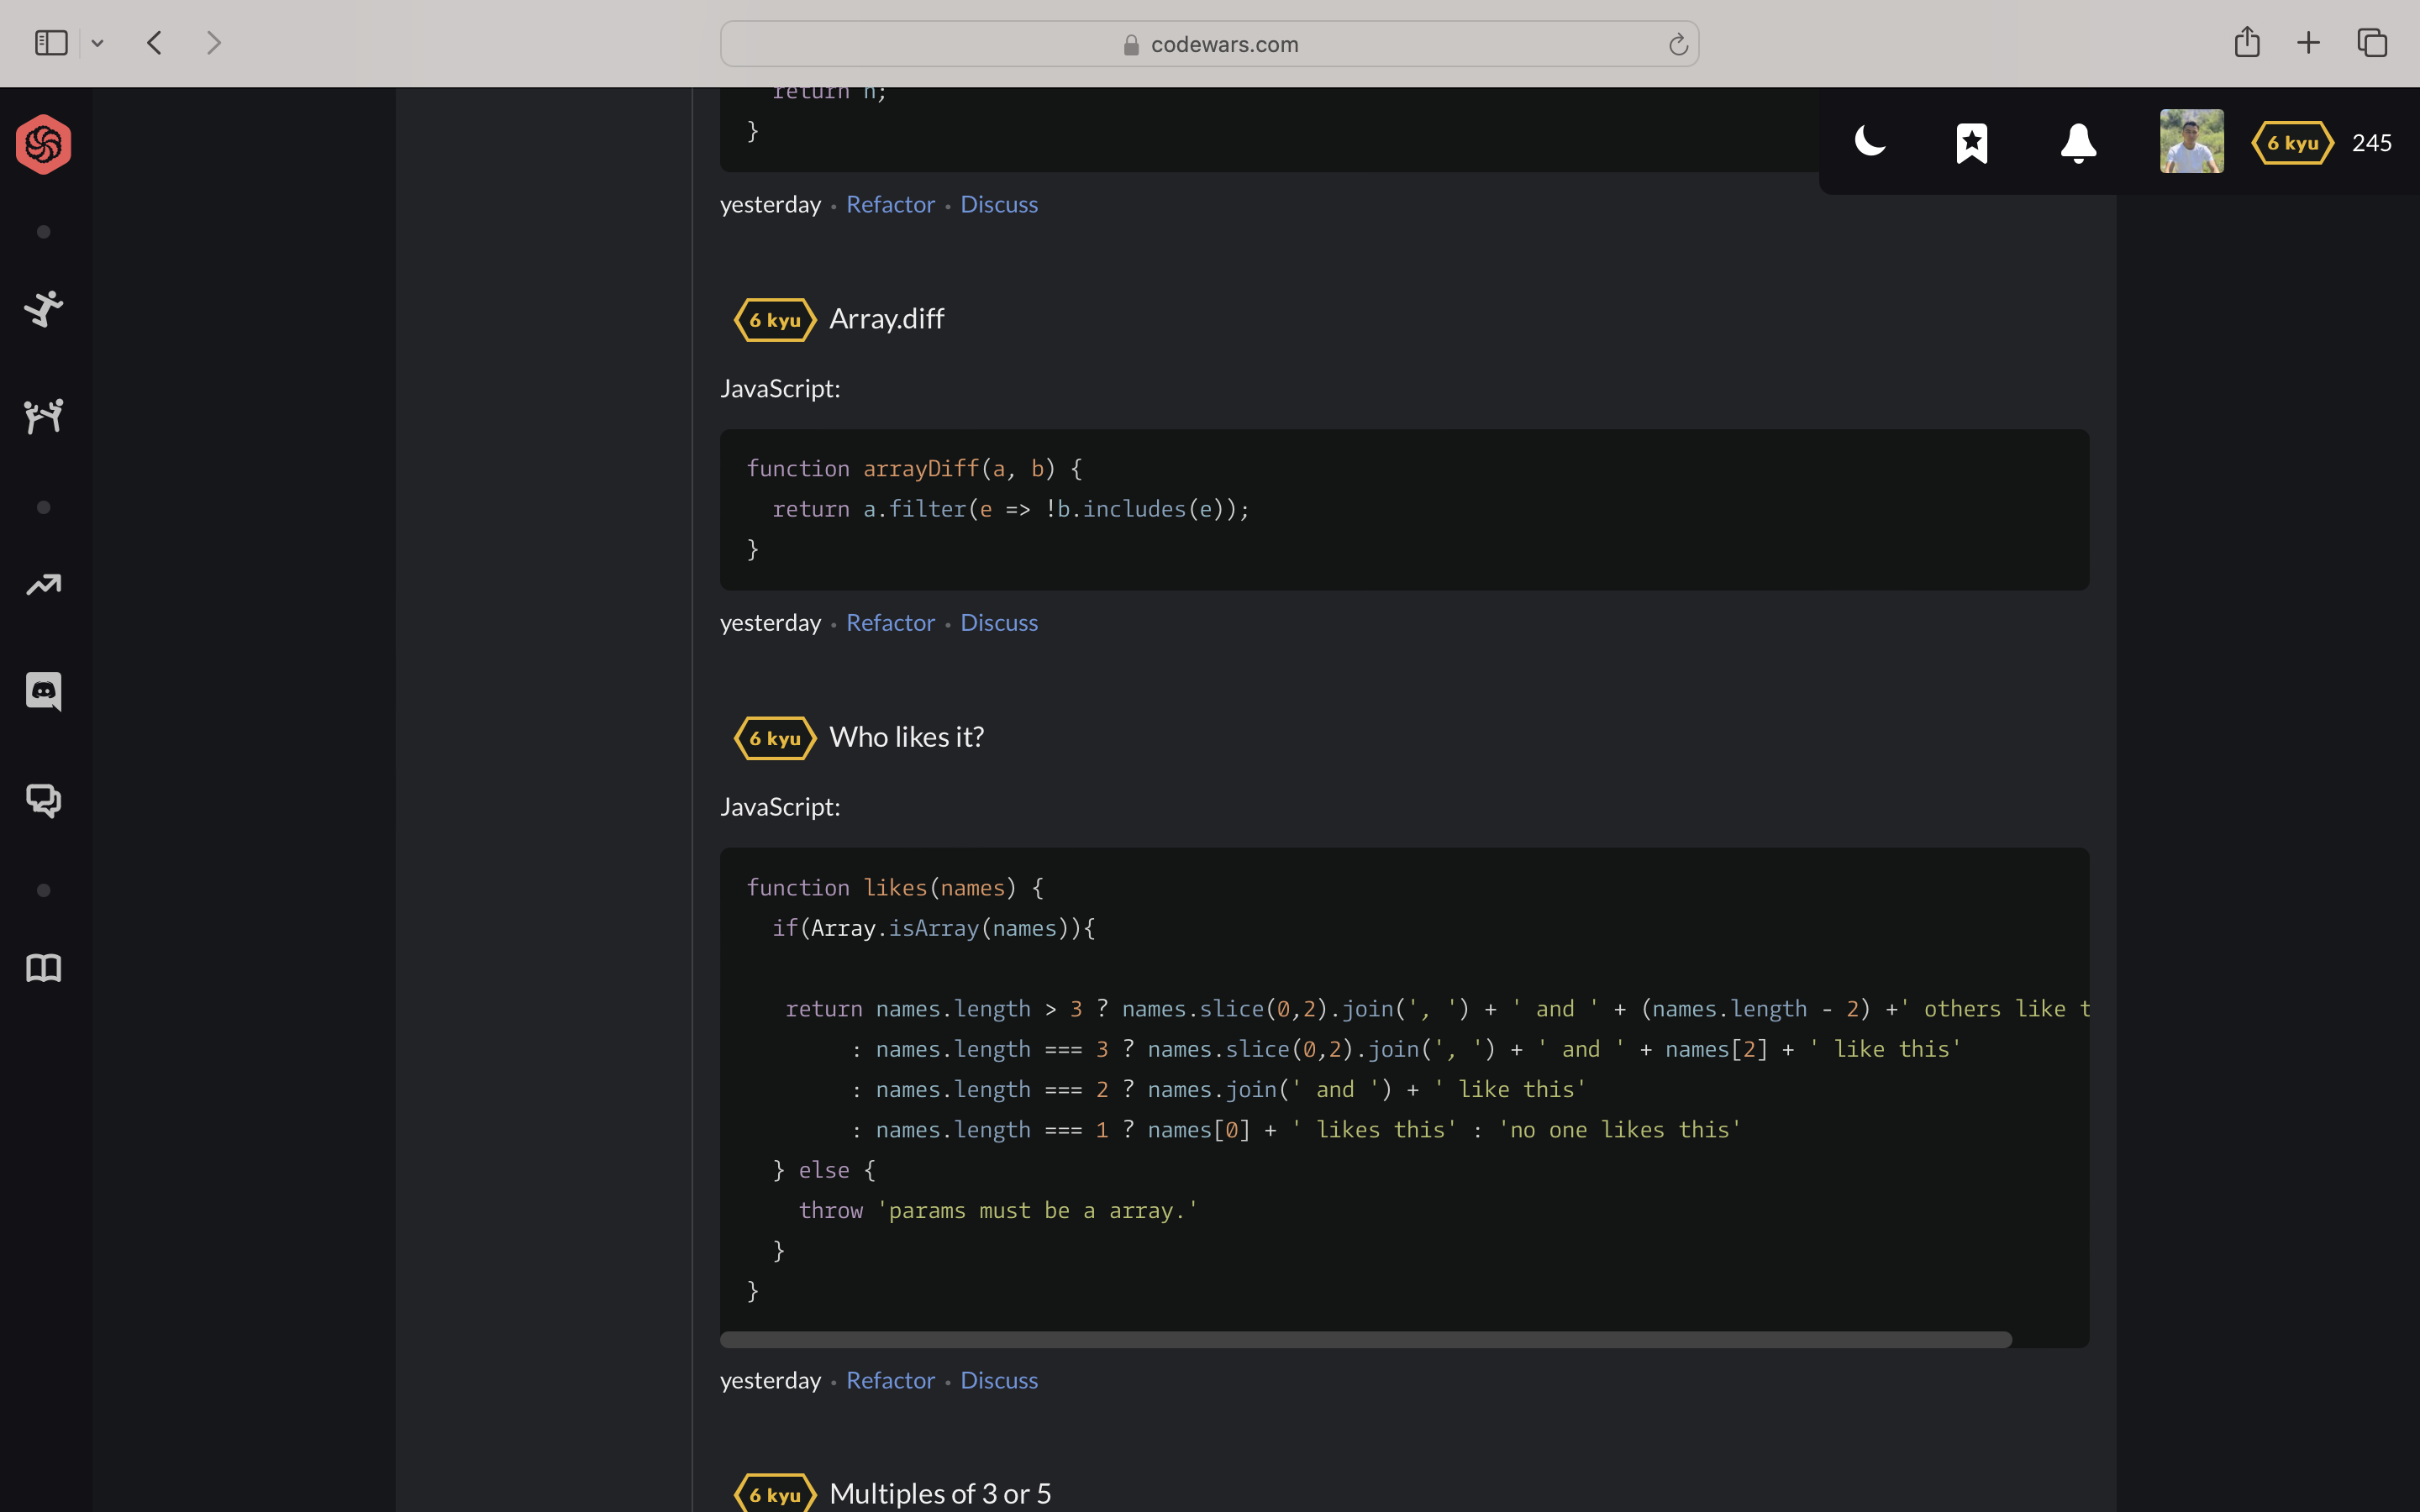 codewars.com
return n;
}
6 kyu 245
yesterday • Refactor • Discuss
6 kyu Array.diff
JavaScript:
function arrayDiff(a, b) {
  return a.filter(e => !b.includes(e));
}
yesterday • Refactor • Discuss
6 kyu Who likes it?
JavaScript:
function likes(names) {
  if(Array.isArray(names)){
   return names.length > 3 ? names.slice(0,2).join(', ') + ' and ' + (names.length - 2) +' others like t
        : names.length === 3 ? names.slice(0,2).join(', ') + ' and ' + names[2] + ' like this'
        : names.length === 2 ? names.join(' and ') + ' like this'
        : names.length === 1 ? names[0] + ' likes this' : 'no one likes this'
  } else {
    throw 'params must be a array.'
  }
}
yesterday • Refactor • Discuss
6 kyu Multiples of 3 or 5